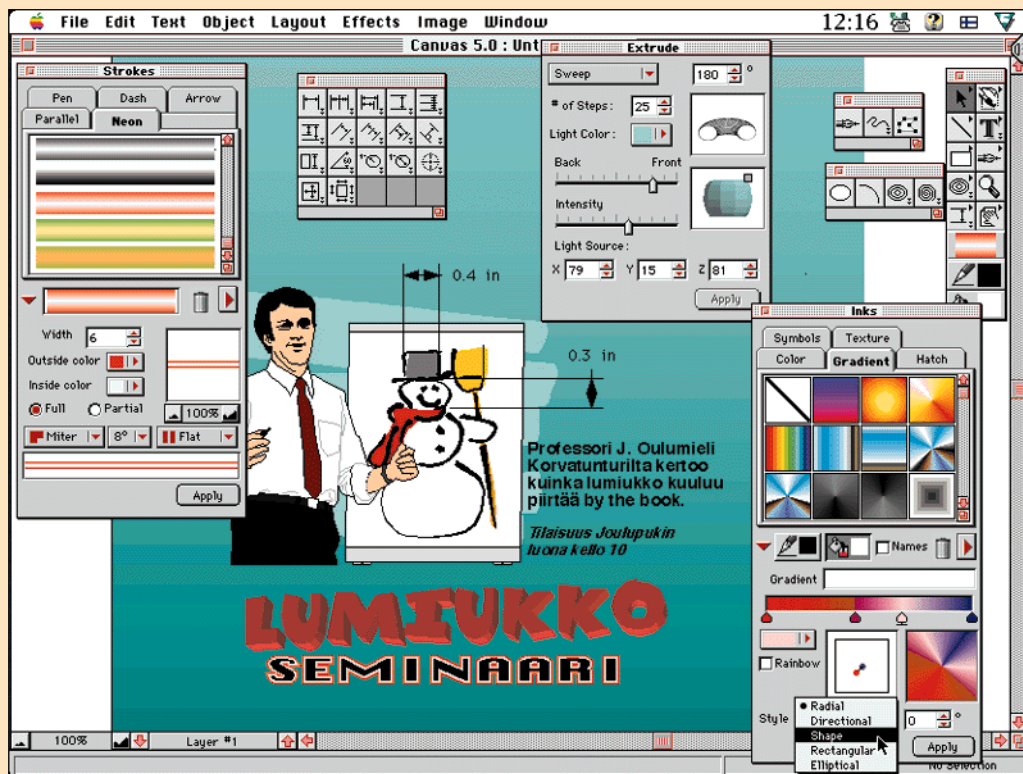 File Edit Text Object Layout Effects Image Window 12:16
Canvas 5.0 : Unt
Strokes
Pen Dash Arrow
Parallel Neon
Width 6
Outside color
Inside color
Full Partial
100%
Miter 8° Flat
Apply
Extrude
Sweep 180 °
# of Steps: 25
Light Color:
Back Front
Intensity
Light Source:
X 79 Y 15 Z 81
Apply
0.4 in
0.3 in
Professori J. Oulumieli
Korvatunturilta kertoo
kuinka lumiukko kuuluu
piirtää by the book.
Tilaisuus Joulupukin
luona kello 10
LUMIUKKO
SEMINAARI
Inks
Symbols Texture
Color Gradient Hatch
Names
Gradient
Rainbow
Style
Radial
Directional
Shape
Rectangular
Elliptical
0 °
Apply
100% Layer #1
No Selection